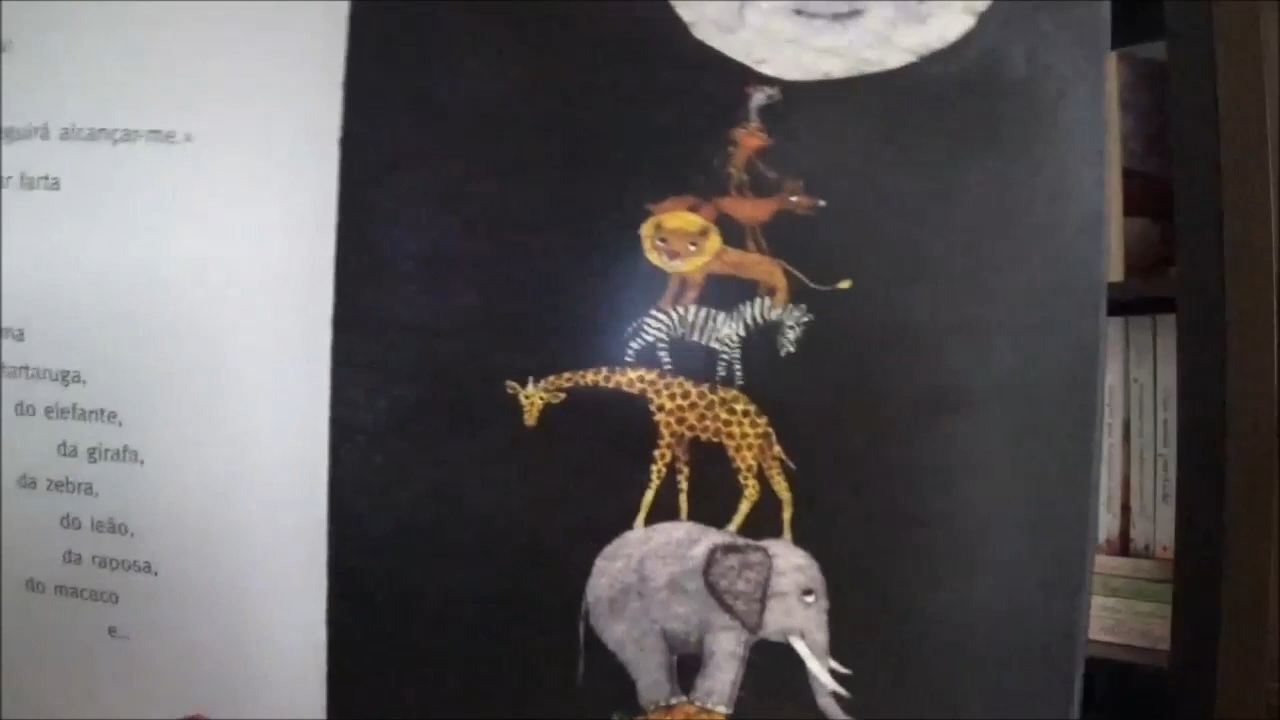 alcançar-me.»
farta
tartaruga,
do elefante,
da girafa,
da zebra,
do leão,
da raposa,
do macaco
e...